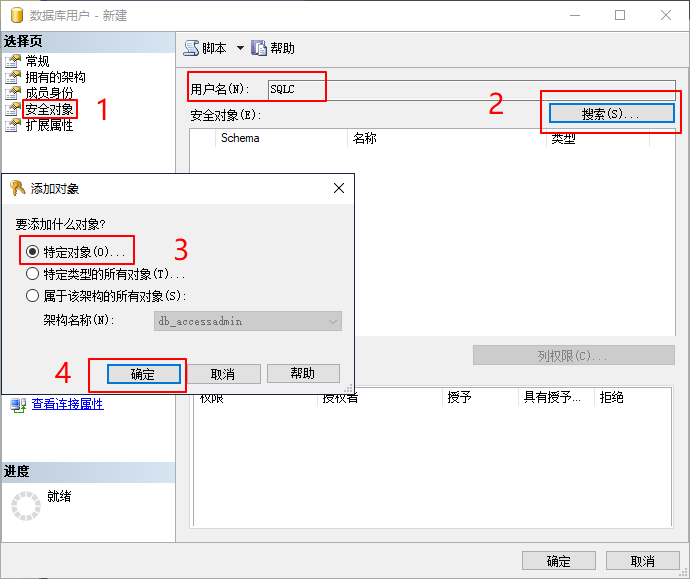 数据库用户 - 新建
选择页
常规
拥有的架构
成员身份
安全对象
扩展属性
1
脚本
帮助
用户名(N):
SQLC
2
安全对象(E):
搜索(S)...
Schema
名称
类型
添加对象
要添加什么对象?
特定对象(O)...
3
特定类型的所有对象(T)...
属于该架构的所有对象(S):
架构名称(N):
db_accessadmin
4
确定
取消
帮助
列权限(C)...
查看连接属性
权限
授权者
授予
具有授予...
拒绝
进度
就绪
确定
取消